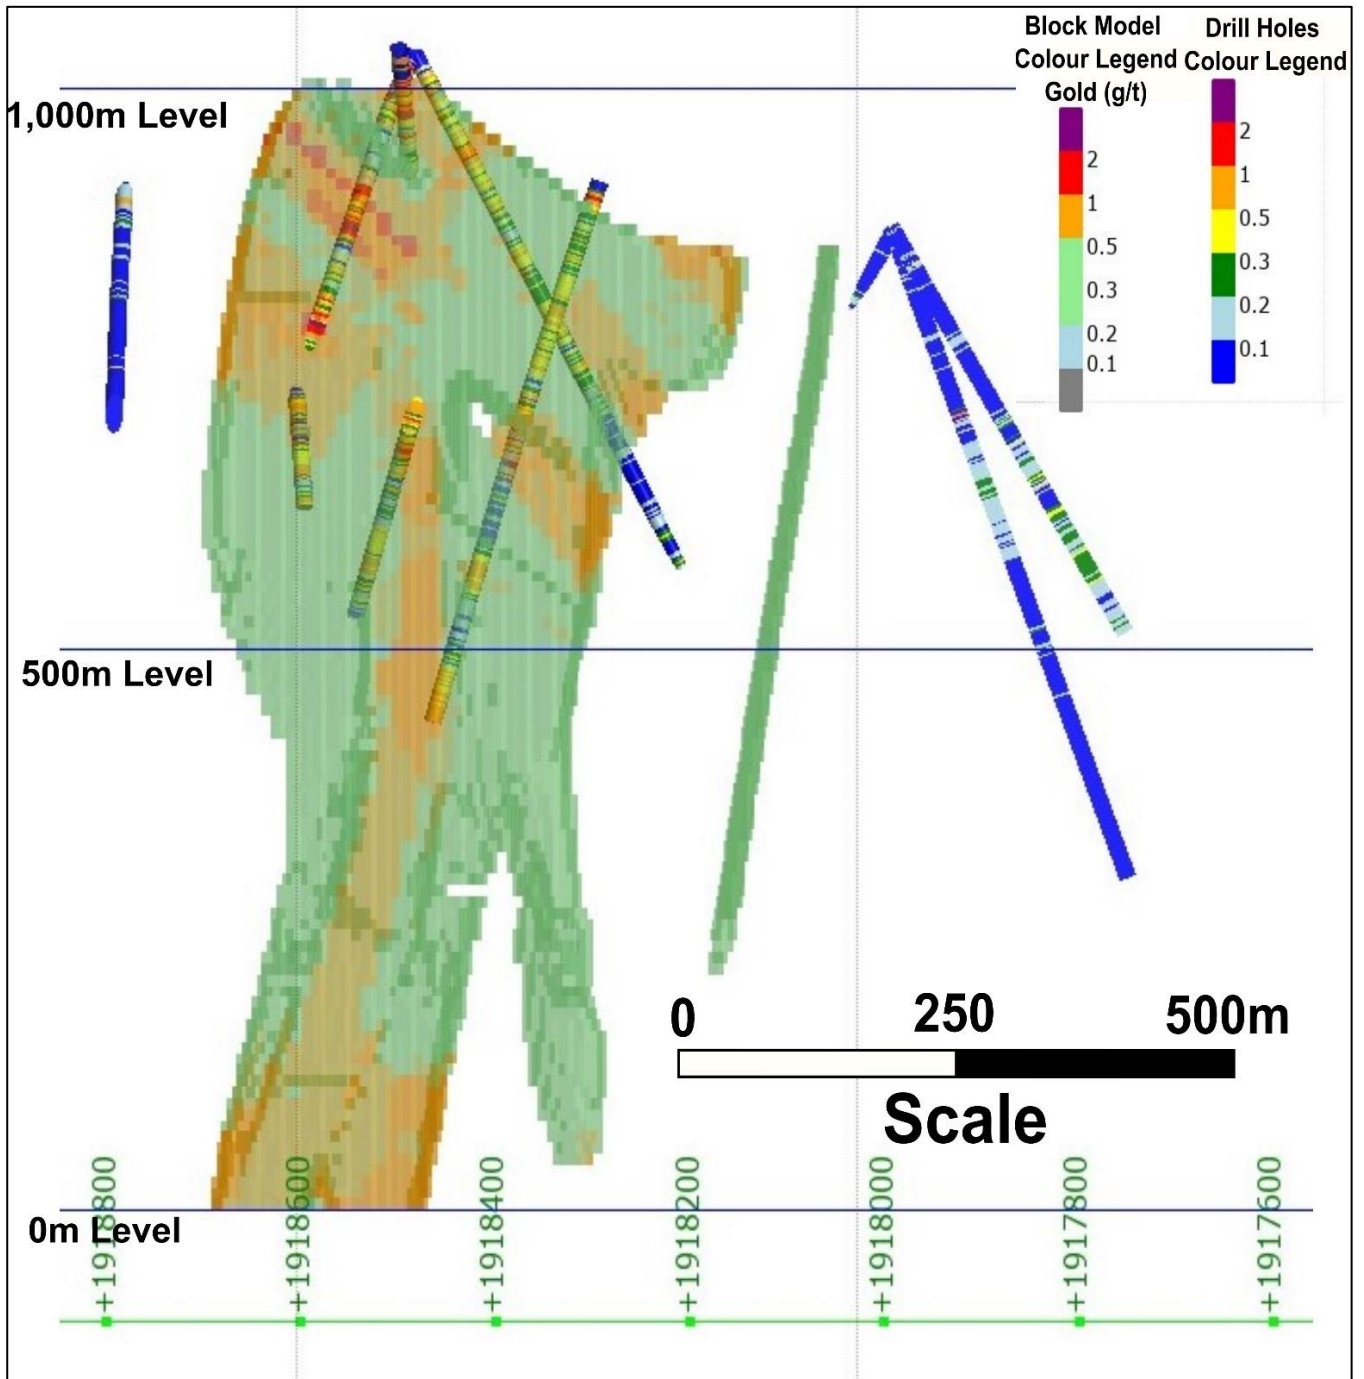 Block Model
Colour Legend
Gold (g/t)
2
1
0.5
0.3
0.2
0.1
Drill Holes
Colour Legend
2
1
0.5
0.3
0.2
0.1
1,000m Level
500m Level
0 250 500m
Scale
0m Level
+1918800
+1918600
+1918400
+1918200
+1918000
+1917800
+1917600